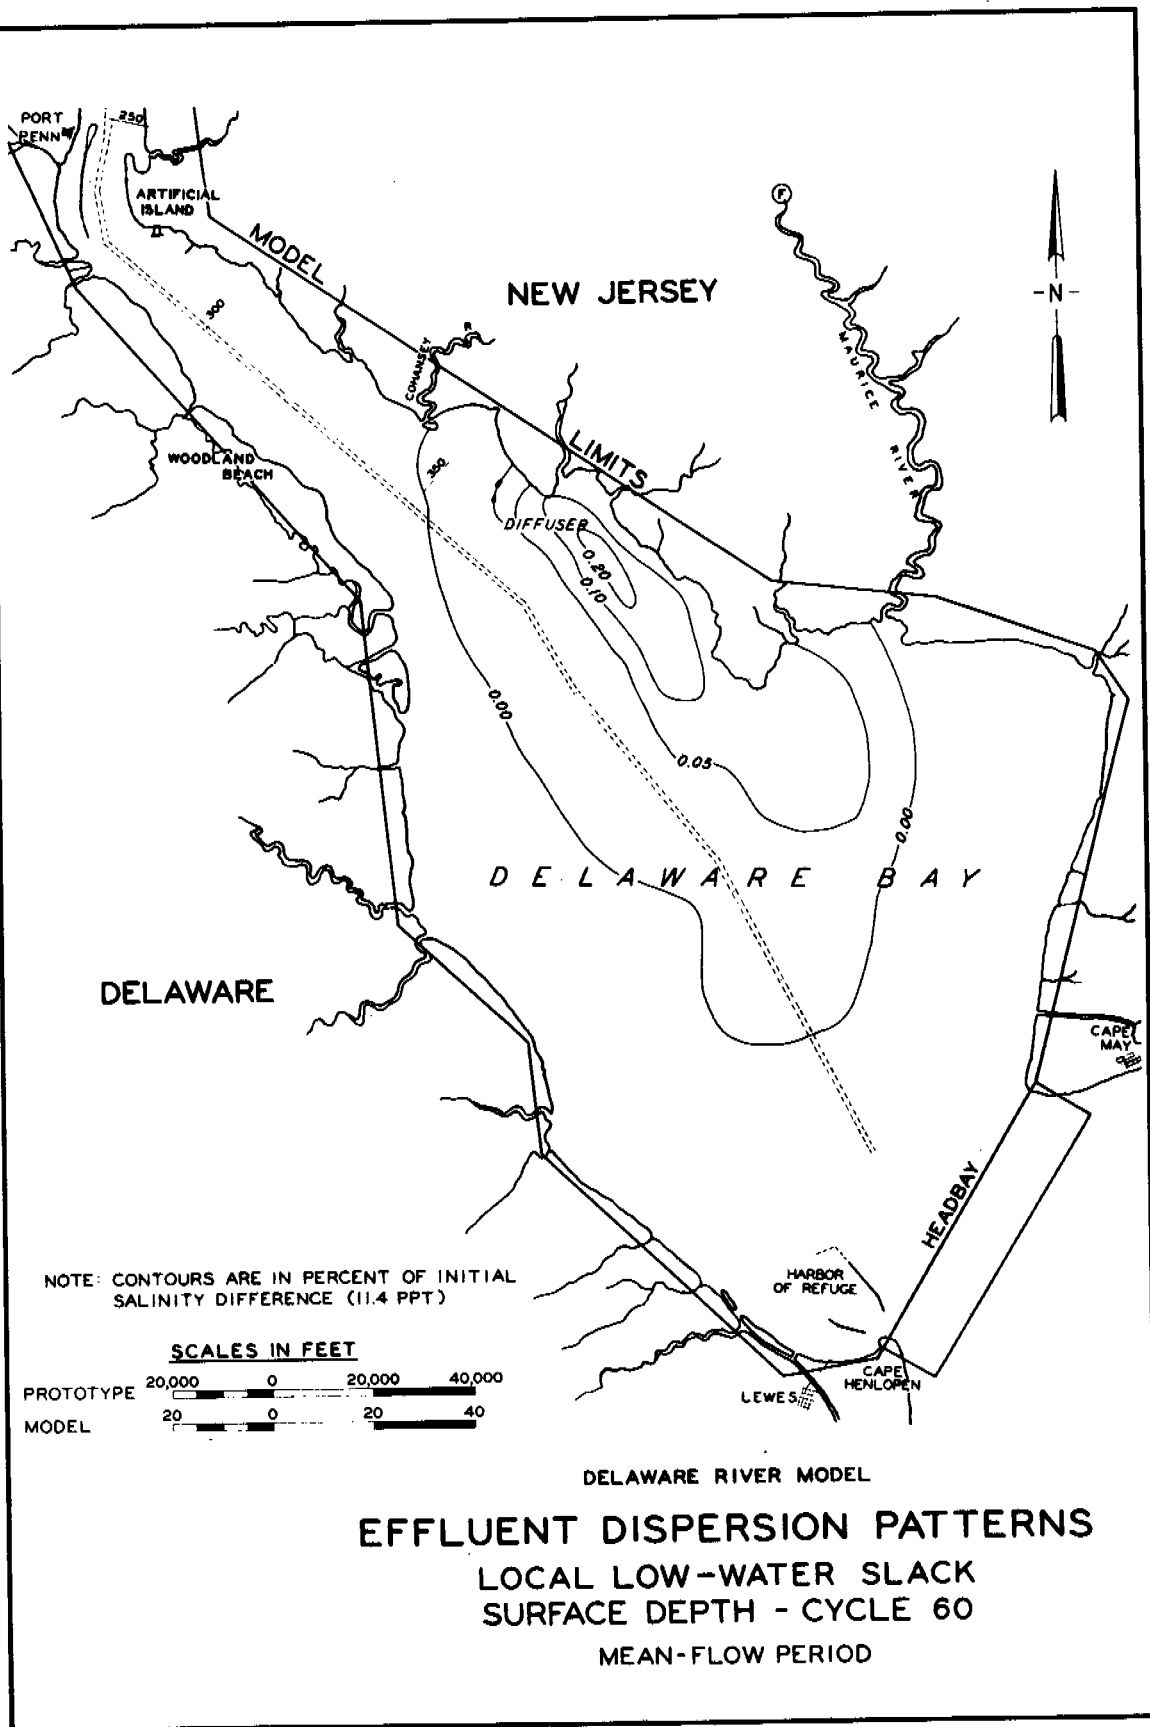 PORT
PENN
250
ARTIFICIAL
ISLAND
MODEL
LIMITS
NEW JERSEY
F
N
300
COHANSEY
R
MAURICE
RIVER
350
WOODLAND
BEACH
DIFFUSER
0.20
0.10
0.00
0.05
0.00
DELAWARE BAY
DELAWARE
CAPE
MAY
HEADBAY
HARBOR
OF REFUGE
NOTE: CONTOURS ARE IN PERCENT OF INITIAL
SALINITY DIFFERENCE (11.4 PPT)
SCALES IN FEET
PROTOTYPE 20,000 0 20,000 40,000
MODEL 20 0 20 40
LEWES
CAPE
HENLOPEN
DELAWARE RIVER MODEL
EFFLUENT DISPERSION PATTERNS
LOCAL LOW-WATER SLACK
SURFACE DEPTH - CYCLE 60
MEAN-FLOW PERIOD